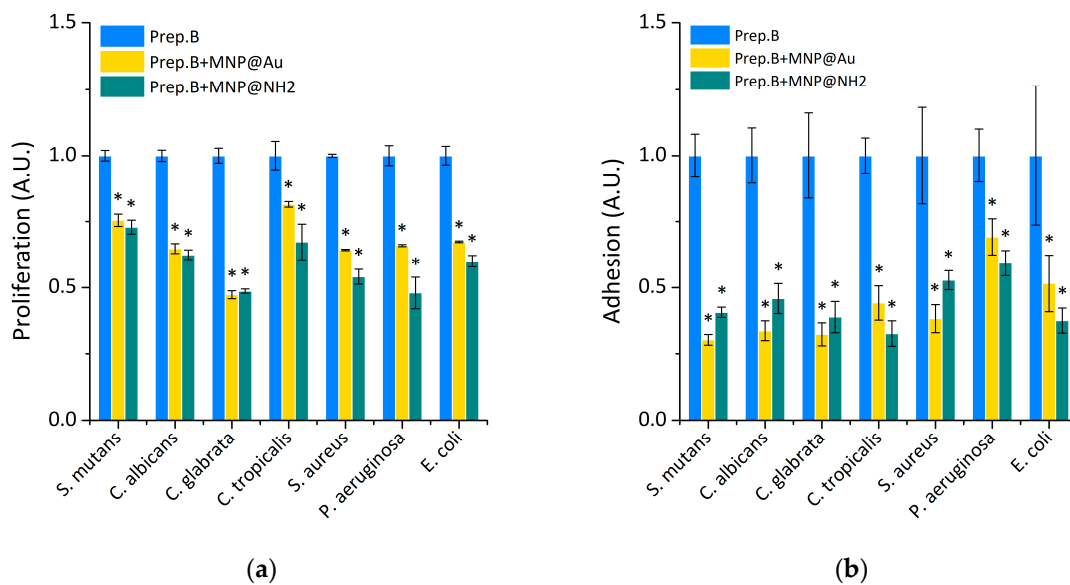 1.5
Prep.B
Prep.B+MNP@Au
Prep.B+MNP@NH2
1.0
0.5
0.0
Proliferation (A.U.)
* * * * * * * * * * * * * *
S. mutans
C. albicans
C. glabrata
C. tropicalis
S. aureus
P. aeruginosa
E. coli
(a)
1.5
Prep.B
Prep.B+MNP@Au
Prep.B+MNP@NH2
1.0
0.5
0.0
Adhesion (A.U.)
* * * * * * * * * * * * * *
S. mutans
C. albicans
C. glabrata
C. tropicalis
S. aureus
P. aeruginosa
E. coli
(b)